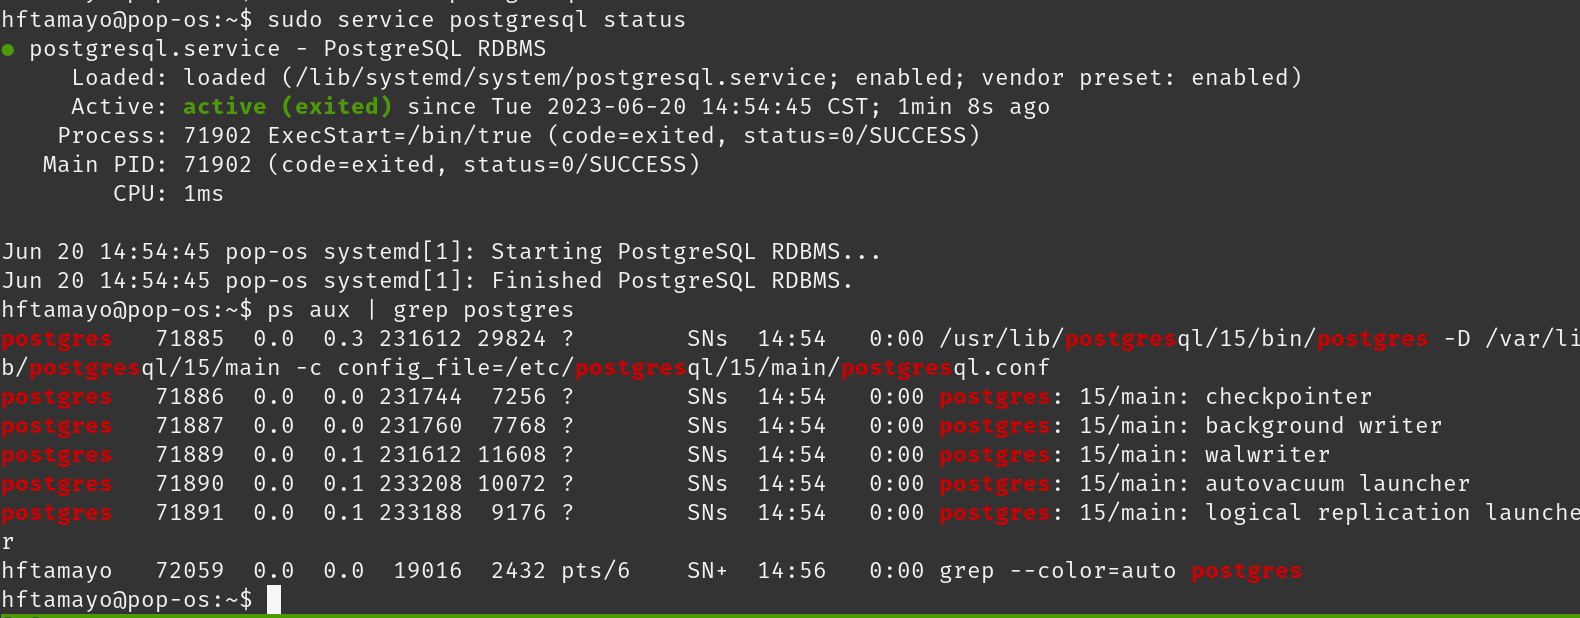 hftamayo@pop-os:~$ sudo service postgresql status
● postgresql.service - PostgreSQL RDBMS
     Loaded: loaded (/lib/systemd/system/postgresql.service; enabled; vendor preset: enabled)
     Active: active (exited) since Tue 2023-06-20 14:54:45 CST; 1min 8s ago
    Process: 71902 ExecStart=/bin/true (code=exited, status=0/SUCCESS)
   Main PID: 71902 (code=exited, status=0/SUCCESS)
        CPU: 1ms

Jun 20 14:54:45 pop-os systemd[1]: Starting PostgreSQL RDBMS...
Jun 20 14:54:45 pop-os systemd[1]: Finished PostgreSQL RDBMS.
hftamayo@pop-os:~$ ps aux | grep postgres
postgres   71885  0.0  0.3 231612 29824 ?        SNs  14:54   0:00 /usr/lib/postgresql/15/bin/postgres -D /var/li
b/postgresql/15/main -c config_file=/etc/postgresql/15/main/postgresql.conf
postgres   71886  0.0  0.0 231744  7256 ?        SNs  14:54   0:00 postgres: 15/main: checkpointer
postgres   71887  0.0  0.0 231760  7768 ?        SNs  14:54   0:00 postgres: 15/main: background writer
postgres   71889  0.0  0.1 231612 11608 ?        SNs  14:54   0:00 postgres: 15/main: walwriter
postgres   71890  0.0  0.1 233208 10072 ?        SNs  14:54   0:00 postgres: 15/main: autovacuum launcher
postgres   71891  0.0  0.1 233188  9176 ?        SNs  14:54   0:00 postgres: 15/main: logical replication launche
r
hftamayo   72059  0.0  0.0  19016  2432 pts/6    SN+  14:56   0:00 grep --color=auto postgres
hftamayo@pop-os:~$